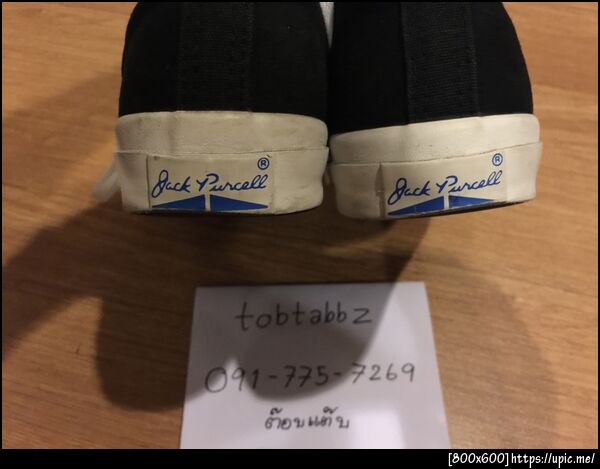 Jack Purcell ®
Jack Purcell ®
tobtabbz
091-775-7269
ต๊อบแต๊บ
[800x600]https://upic.me/